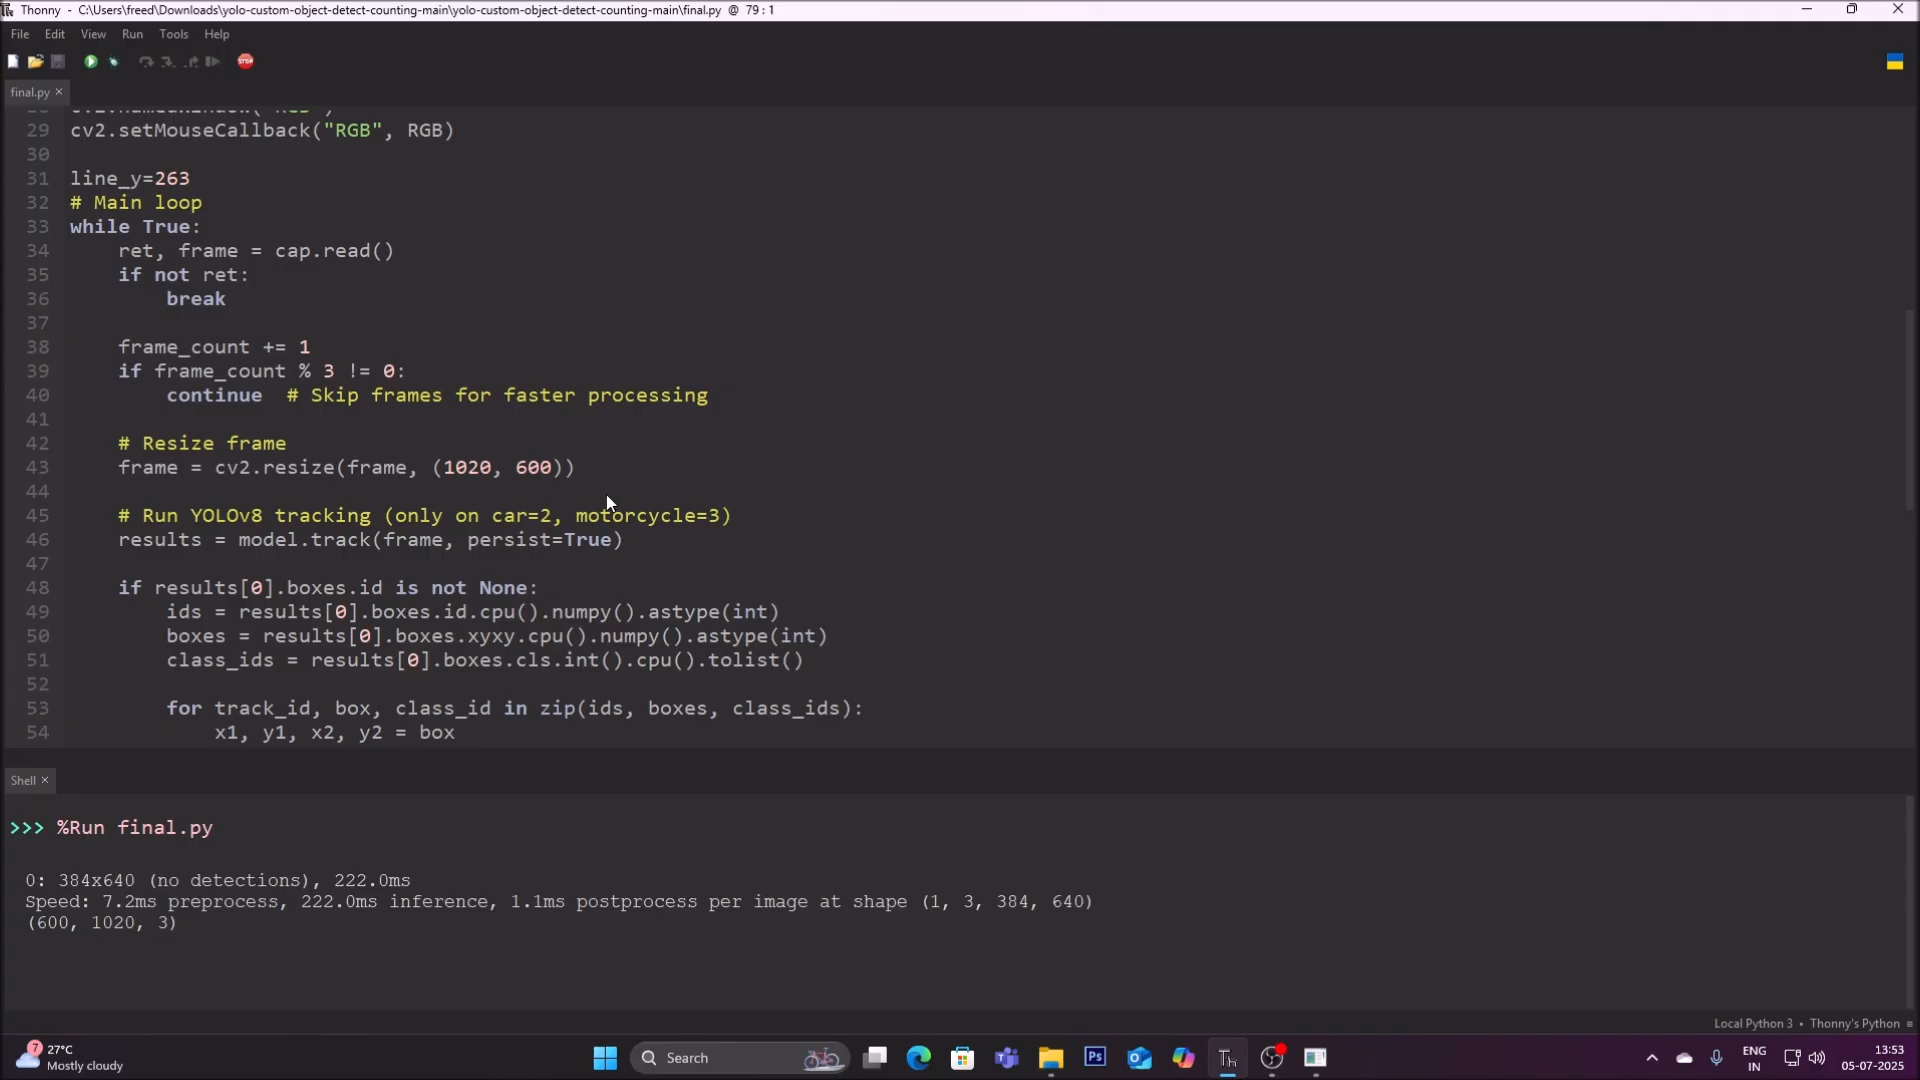 Thonny - C:\Users\freed\Downloads\yolo-custom-object-detect-counting-main\yolo-custom-object-detect-counting-main\final.py @ 79 : 1
File Edit View Run Tools Help
STOP
final.py ×
29 cv2.setMouseCallback("RGB", RGB)
30
31 line_y=263
32 # Main loop
33 while True:
34     ret, frame = cap.read()
35     if not ret:
36         break
37
38     frame_count += 1
39     if frame_count % 3 != 0:
40         continue  # Skip frames for faster processing
41
42     # Resize frame
43     frame = cv2.resize(frame, (1020, 600))
44
45     # Run YOLOv8 tracking (only on car=2, motorcycle=3)
46     results = model.track(frame, persist=True)
47
48     if results[0].boxes.id is not None:
49         ids = results[0].boxes.id.cpu().numpy().astype(int)
50         boxes = results[0].boxes.xyxy.cpu().numpy().astype(int)
51         class_ids = results[0].boxes.cls.int().cpu().tolist()
52
53         for track_id, box, class_id in zip(ids, boxes, class_ids):
54             x1, y1, x2, y2 = box
Shell ×
>>> %Run final.py
0: 384x640 (no detections), 222.0ms
Speed: 7.2ms preprocess, 222.0ms inference, 1.1ms postprocess per image at shape (1, 3, 384, 640)
(600, 1020, 3)
Local Python 3 • Thonny's Python ≡
7
27°C
Mostly cloudy
Search
Ps
Th
ENG
IN
13:53
05-07-2025